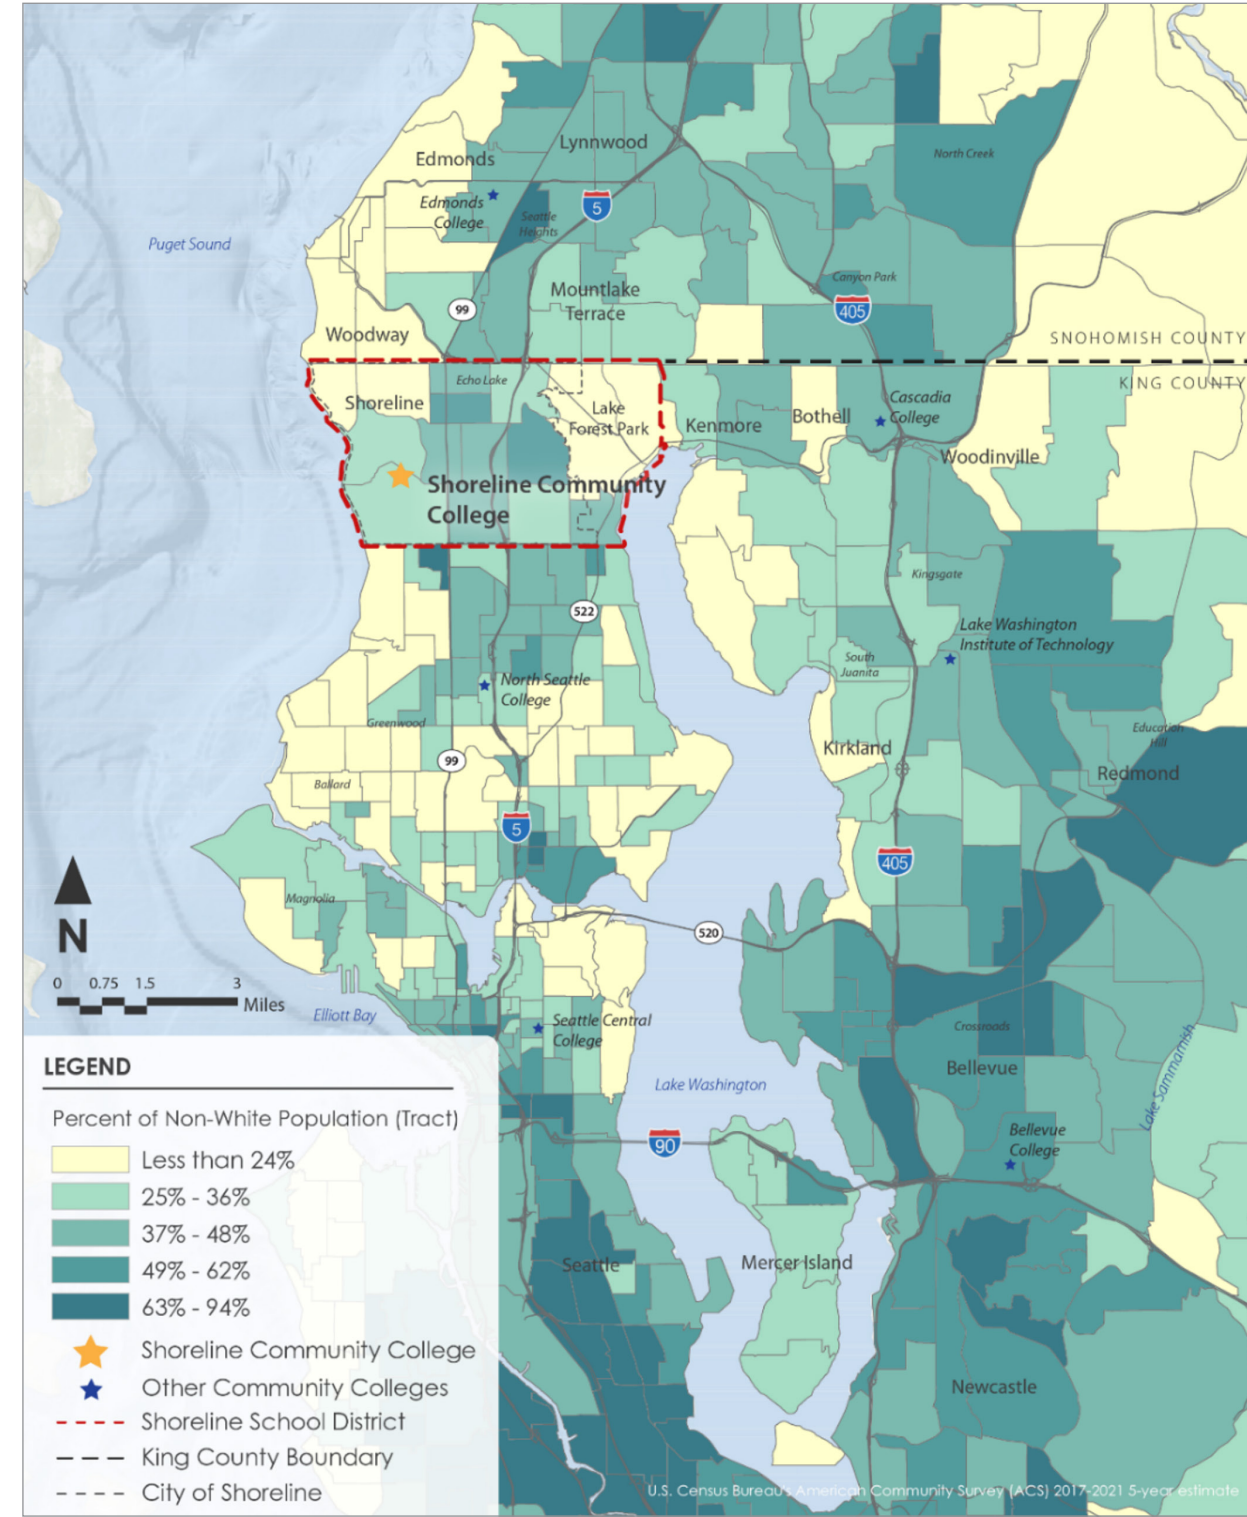 Edmonds
Lynnwood
North Creek
Edmonds
College
Seattle
Heights
5
Puget Sound
Canyon Park
Mountlake
Terrace
99
405
Woodway
SNOHOMISH COUNTY
KING COUNTY
Echo Lake
Shoreline
Lake
Forest Park
Kenmore
Bothell
Cascadia
College
Woodinville
Shoreline Community
College
Kingsgate
522
Lake Washington
Institute of Technology
South
Juanita
North Seattle
College
Greenwood
Education
Hill
Kirkland
99
Redmond
Ballard
5
405
Magnolia
N
520
0 0.75 1.5 3
Miles
Elliott Bay
Seattle Central
College
Crossroads
Bellevue
Lake Sammamish
Lake Washington
90
Bellevue
College
Seattle
Mercer Island
Newcastle
LEGEND
Percent of Non-White Population (Tract)
Less than 24%
25% - 36%
37% - 48%
49% - 62%
63% - 94%
Shoreline Community College
Other Community Colleges
Shoreline School District
King County Boundary
City of Shoreline
U.S. Census Bureau's American Community Survey (ACS) 2017-2021 5-year estimate